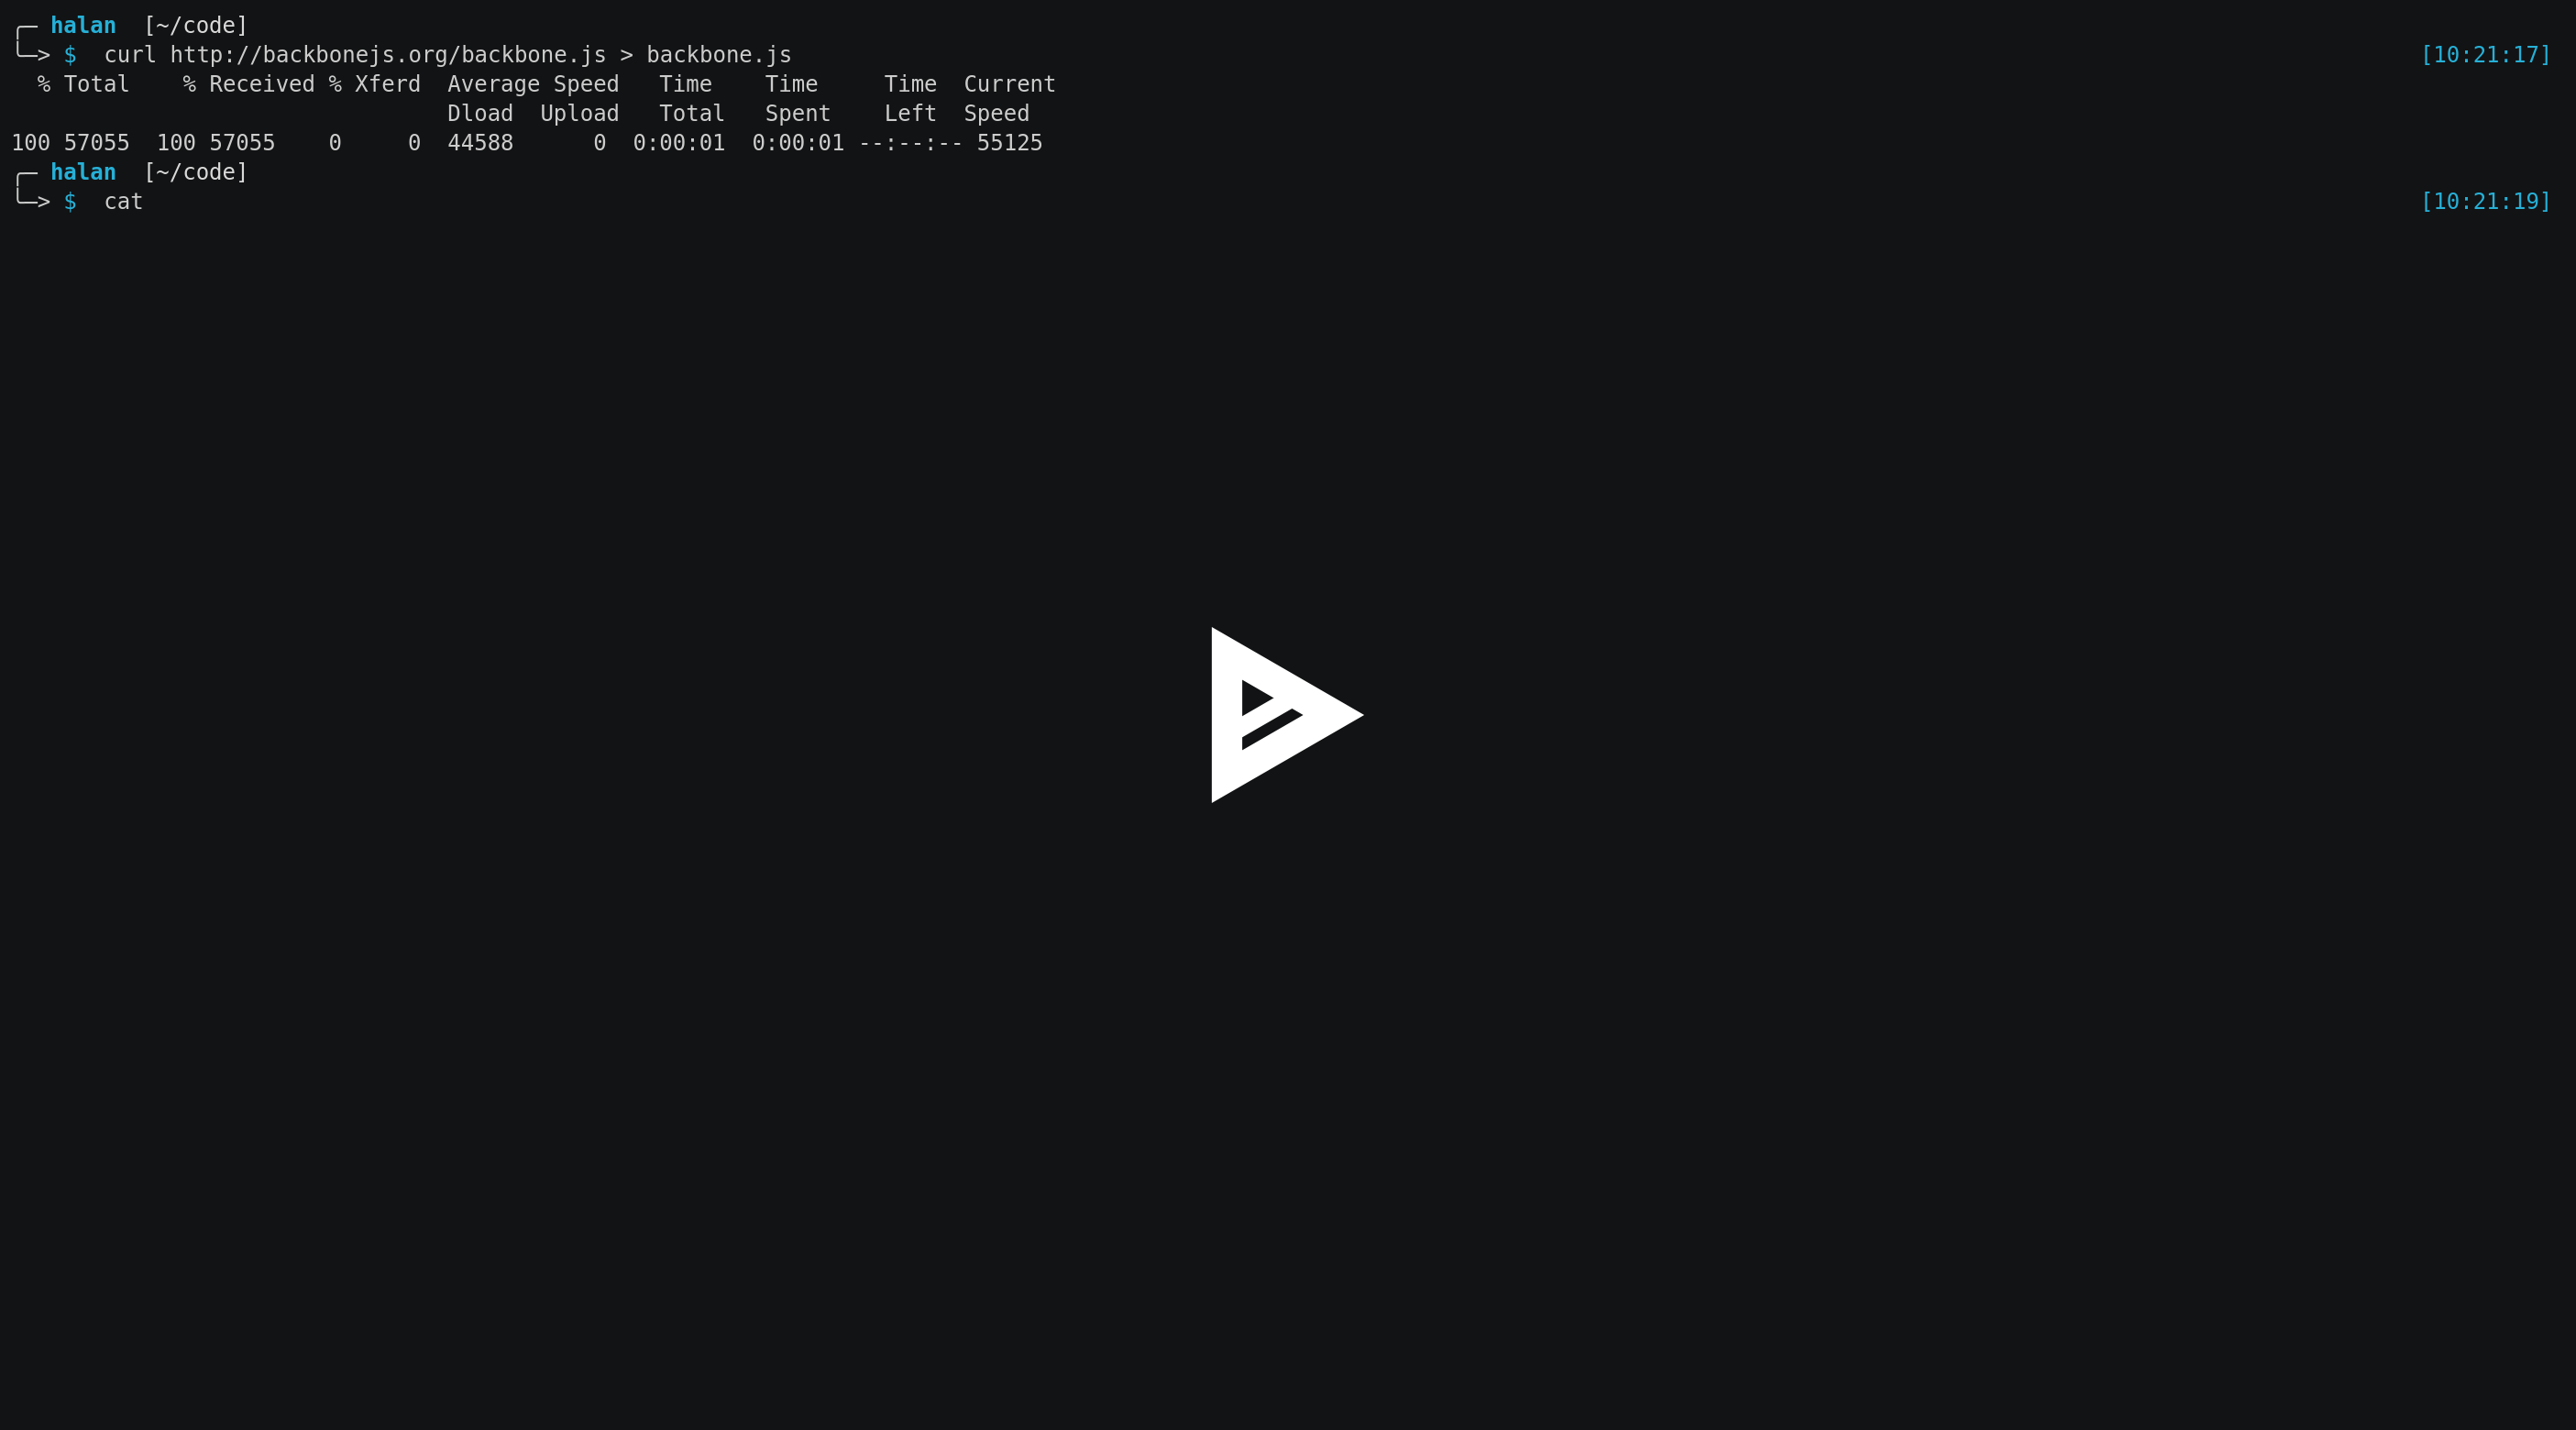 ╭─ halan  [~/code]
╰─> $  curl http://backbonejs.org/backbone.js > backbone.js [10:21:17]
  % Total    % Received % Xferd  Average Speed   Time    Time     Time  Current
                                 Dload  Upload   Total   Spent    Left  Speed
100 57055  100 57055    0     0  44588      0  0:00:01  0:00:01 --:--:-- 55125
╭─ halan  [~/code]
╰─> $  cat [10:21:19]